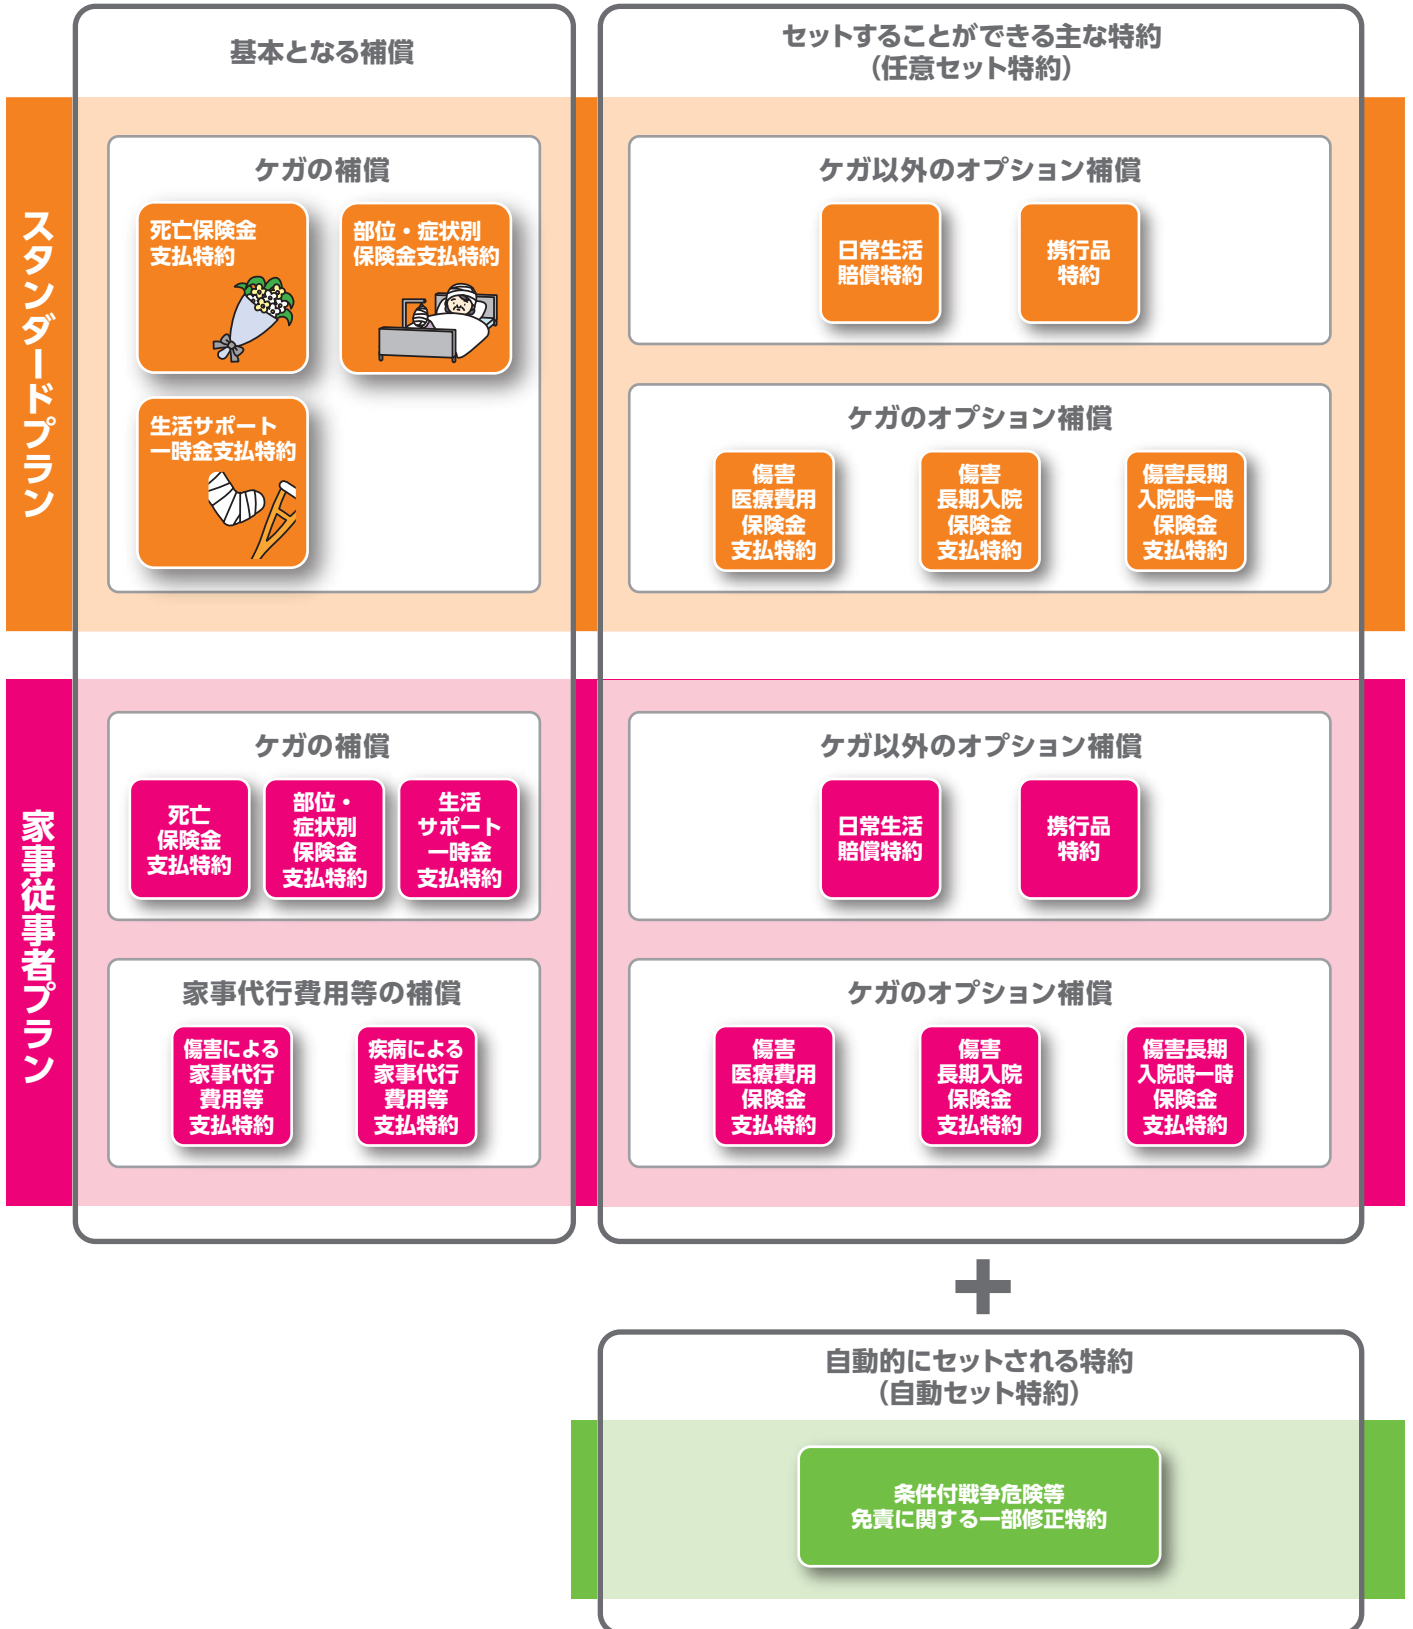 基本となる補償
セットすることができる主な特約
(任意セット特約)
スタンダードプラン
ケガの補償
死亡保険金
支払特約
部位・症状別
保険金支払特約
生活サポート
一時金支払特約
ケガ以外のオプション補償
日常生活
賠償特約
携行品
特約
ケガのオプション補償
傷害
医療費用
保険金
支払特約
傷害
長期入院
保険金
支払特約
傷害長期
入院時一時
保険金
支払特約
家事従事者プラン
ケガの補償
死亡
保険金
支払特約
部位・
症状別
保険金
支払特約
生活
サポート
一時金
支払特約
家事代行費用等の補償
傷害による
家事代行
費用等
支払特約
疾病による
家事代行
費用等
支払特約
ケガ以外のオプション補償
日常生活
賠償特約
携行品
特約
ケガのオプション補償
傷害
医療費用
保険金
支払特約
傷害
長期入院
保険金
支払特約
傷害長期
入院時一時
保険金
支払特約
+
自動的にセットされる特約
(自動セット特約)
条件付戦争危険等
免責に関する一部修正特約